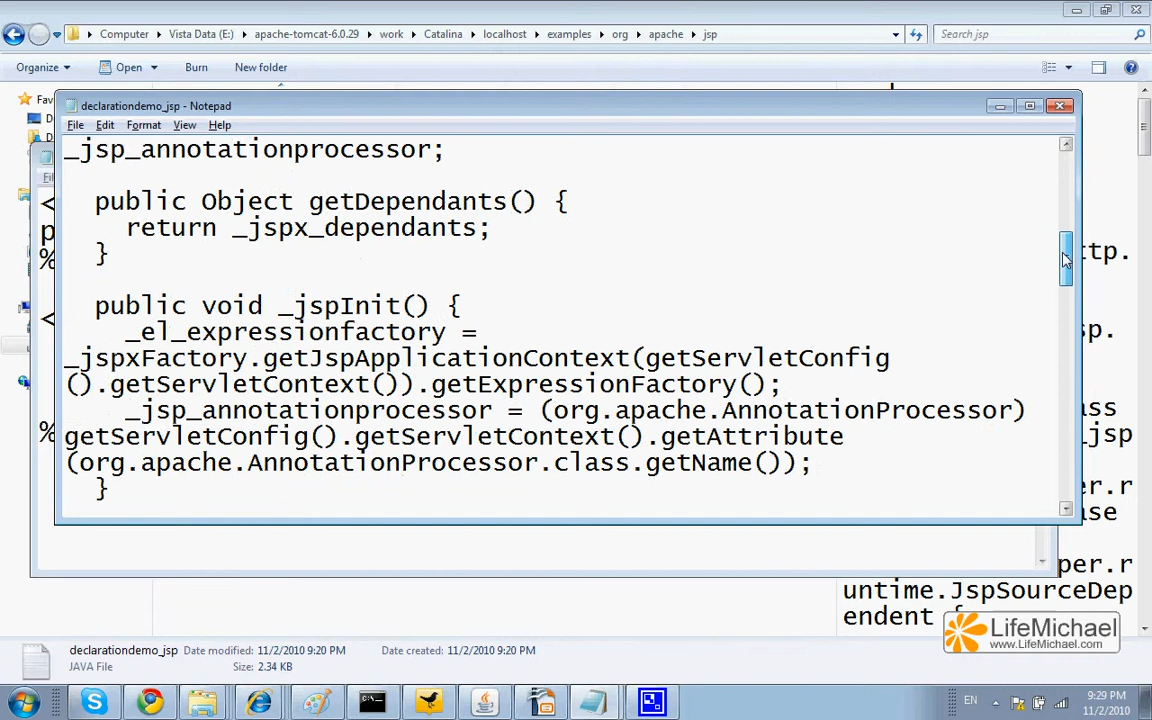 Computer Vista Data (E:) apache-tomcat-6.0.29 work Catalina localhost examples org apache jsp
Search jsp
Organize Open Burn New folder
Fav
declarationdemo_jsp - Notepad
File Edit Format View Help
_jsp_annotationprocessor;
public Object getDependants() {
return _jspx_dependants;
}
public void _jspInit() {
_el_expressionfactory =
_jspxFactory.getJspApplicationContext(getServletConfig
().getServletContext()).getExpressionFactory();
_jsp_annotationprocessor = (org.apache.AnnotationProcessor)
getServletConfig().getServletContext().getAttribute
(org.apache.AnnotationProcessor.class.getName());
}
<
p
%
<
%
ttp.
sp.
ass
_jsp
er.r
ase
per.r
untime.JspSourceDep
endent {
LifeMichael
www.LifeMichael.com
declarationdemo_jsp Date modified: 11/2/2010 9:20 PM Date created: 11/2/2010 9:20 PM
JAVA File Size: 2.34 KB
EN
9:29 PM
11/2/2010